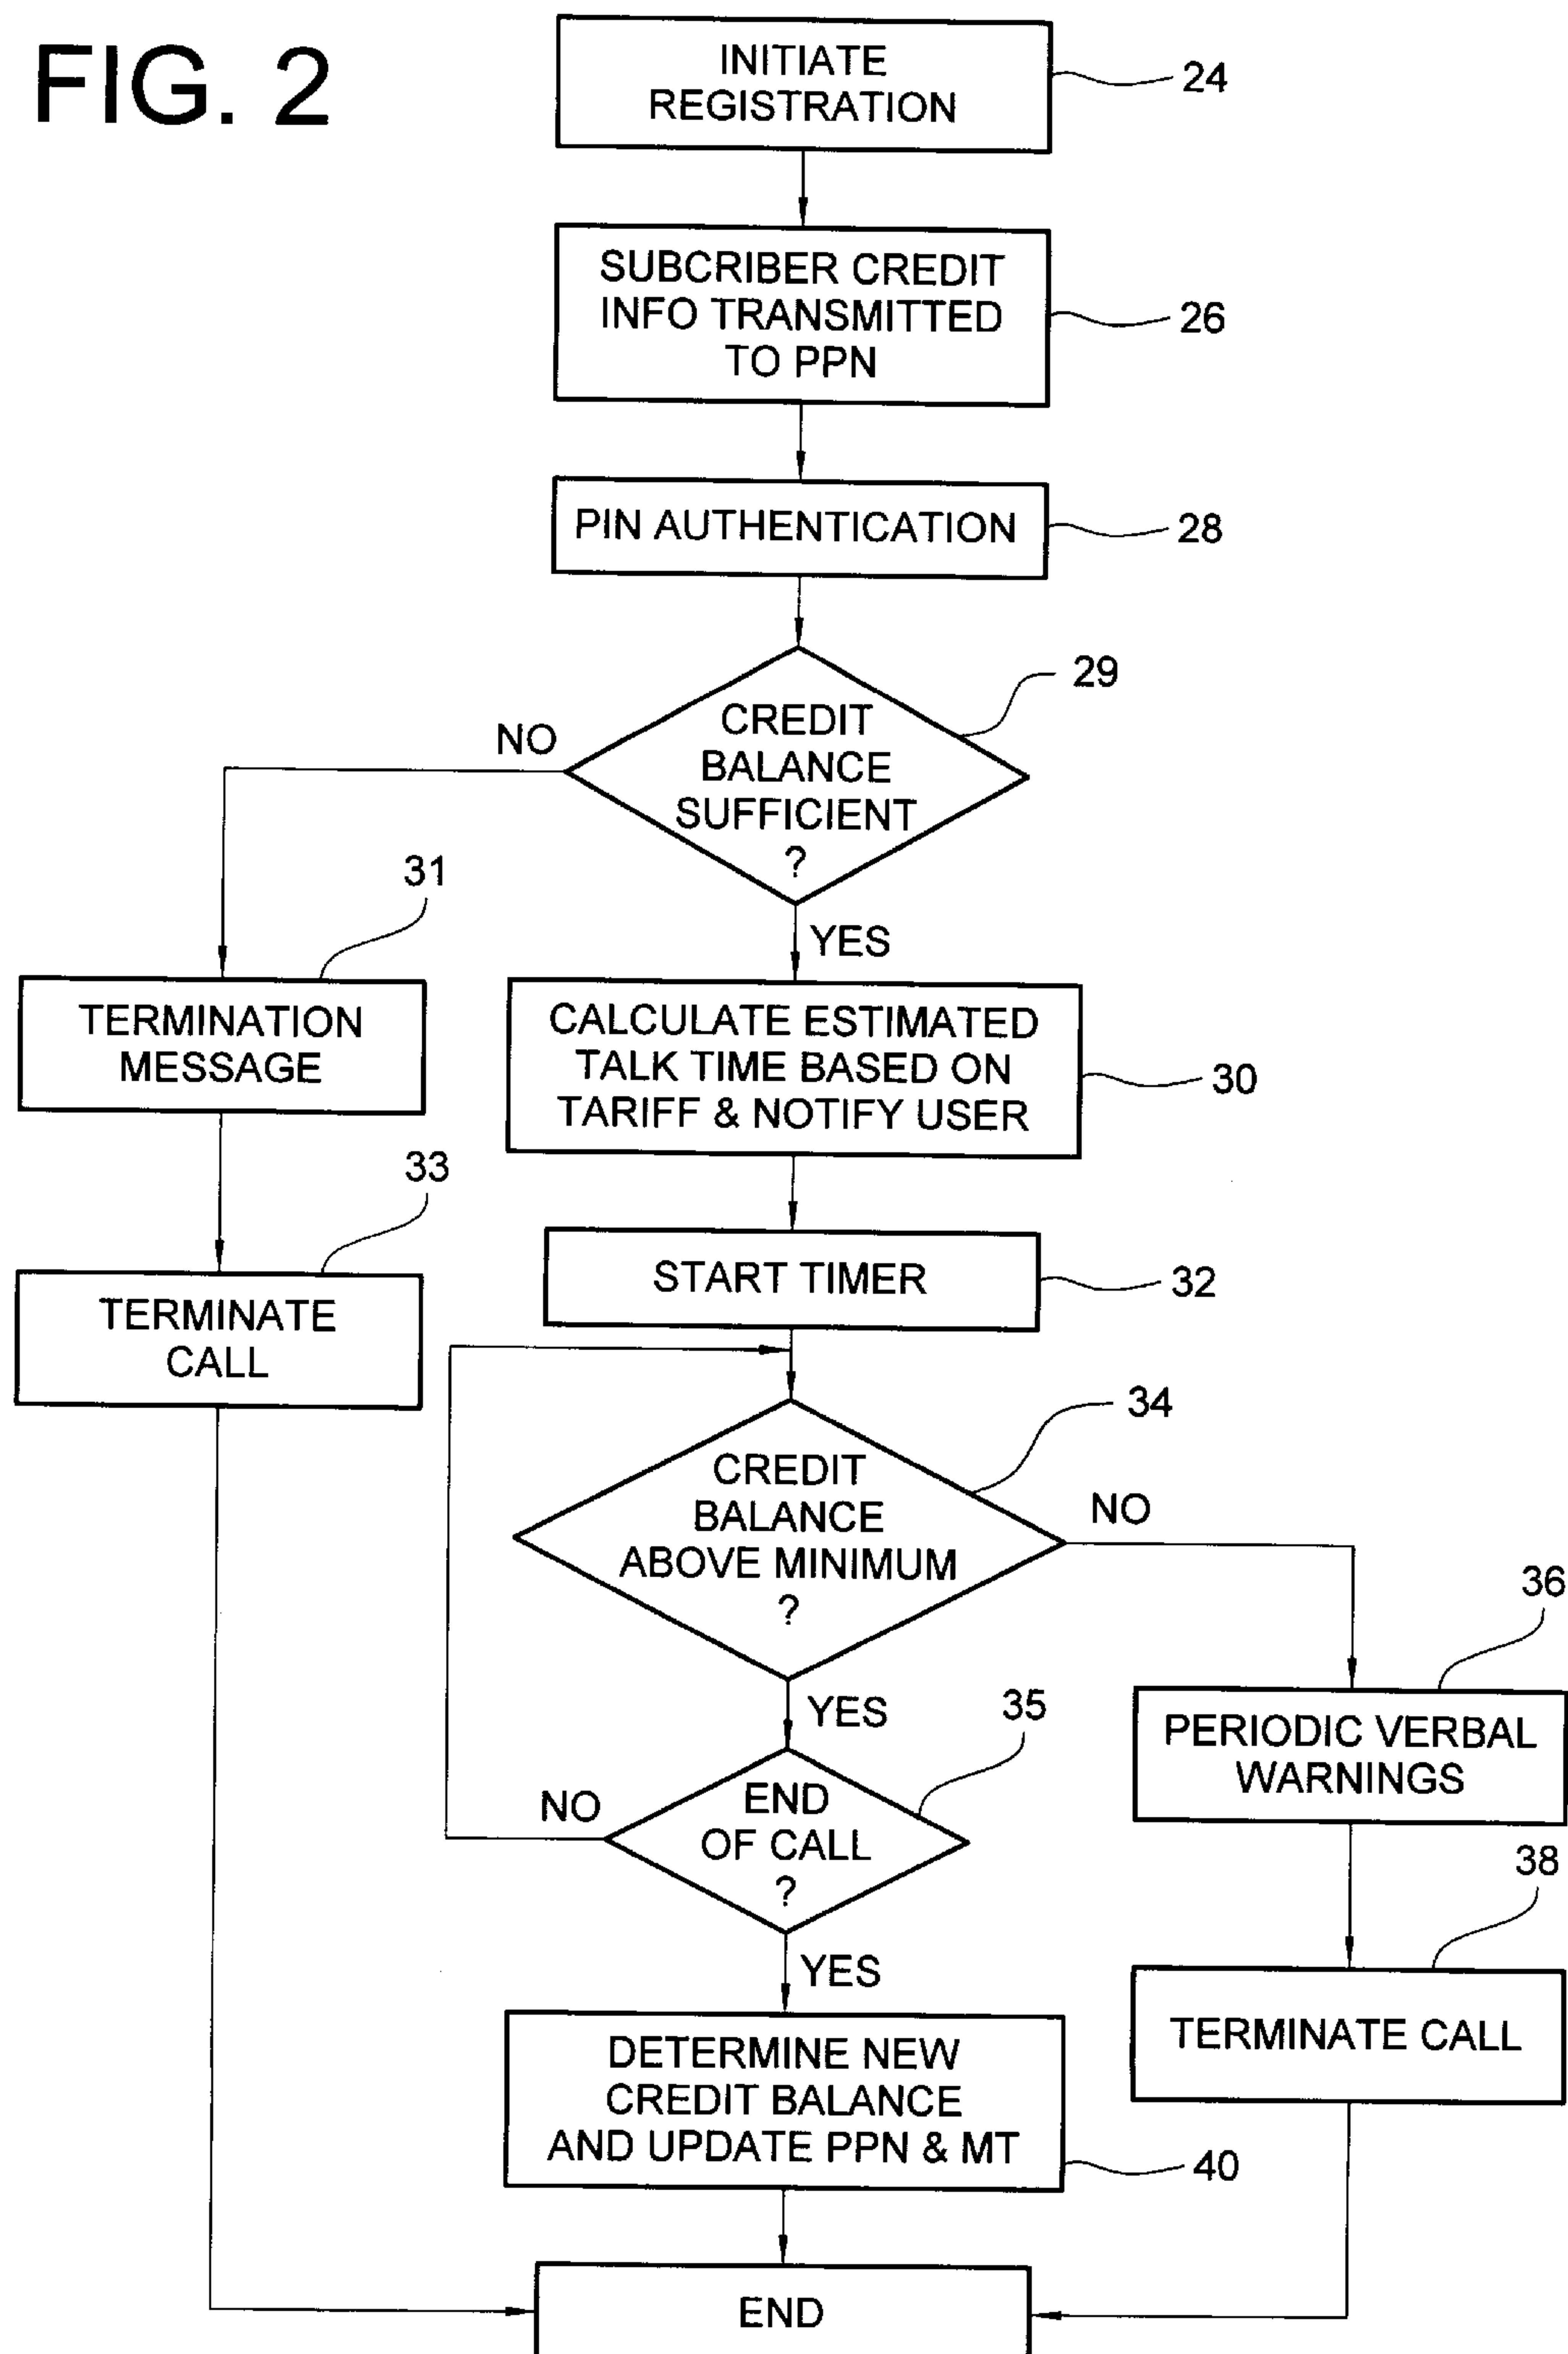 FIG. 2
INITIATE
REGISTRATION
24
SUBCRIBER CREDIT
INFO TRANSMITTED
TO PPN
26
PIN AUTHENTICATION
28
29
CREDIT
BALANCE
SUFFICIENT
?
NO
YES
31
TERMINATION
MESSAGE
CALCULATE ESTIMATED
TALK TIME BASED ON
TARIFF & NOTIFY USER
30
33
TERMINATE
CALL
START TIMER
32
34
CREDIT
BALANCE
ABOVE MINIMUM
?
NO
YES
36
PERIODIC VERBAL
WARNINGS
35
END
OF CALL
?
NO
YES
38
TERMINATE CALL
DETERMINE NEW
CREDIT BALANCE
AND UPDATE PPN & MT
40
END